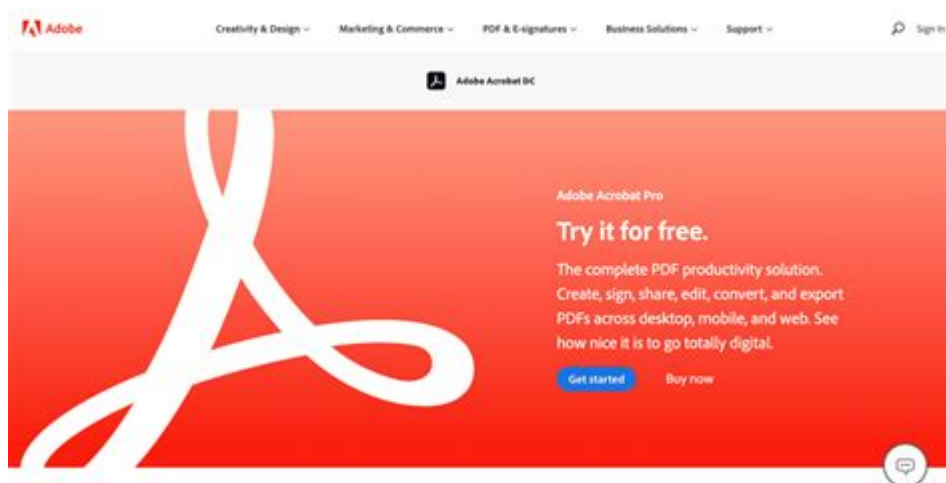 Adobe
Creativity & Design
Marketing & Commerce
PDF & E-signatures
Business Solutions
Support
Sign In
Adobe Acrobat DC
Adobe Acrobat Pro
Try it for free.
The complete PDF productivity solution.
Create, sign, share, edit, convert, and export
PDFs across desktop, mobile, and web. See
how nice it is to go totally digital.
Get started
Buy now